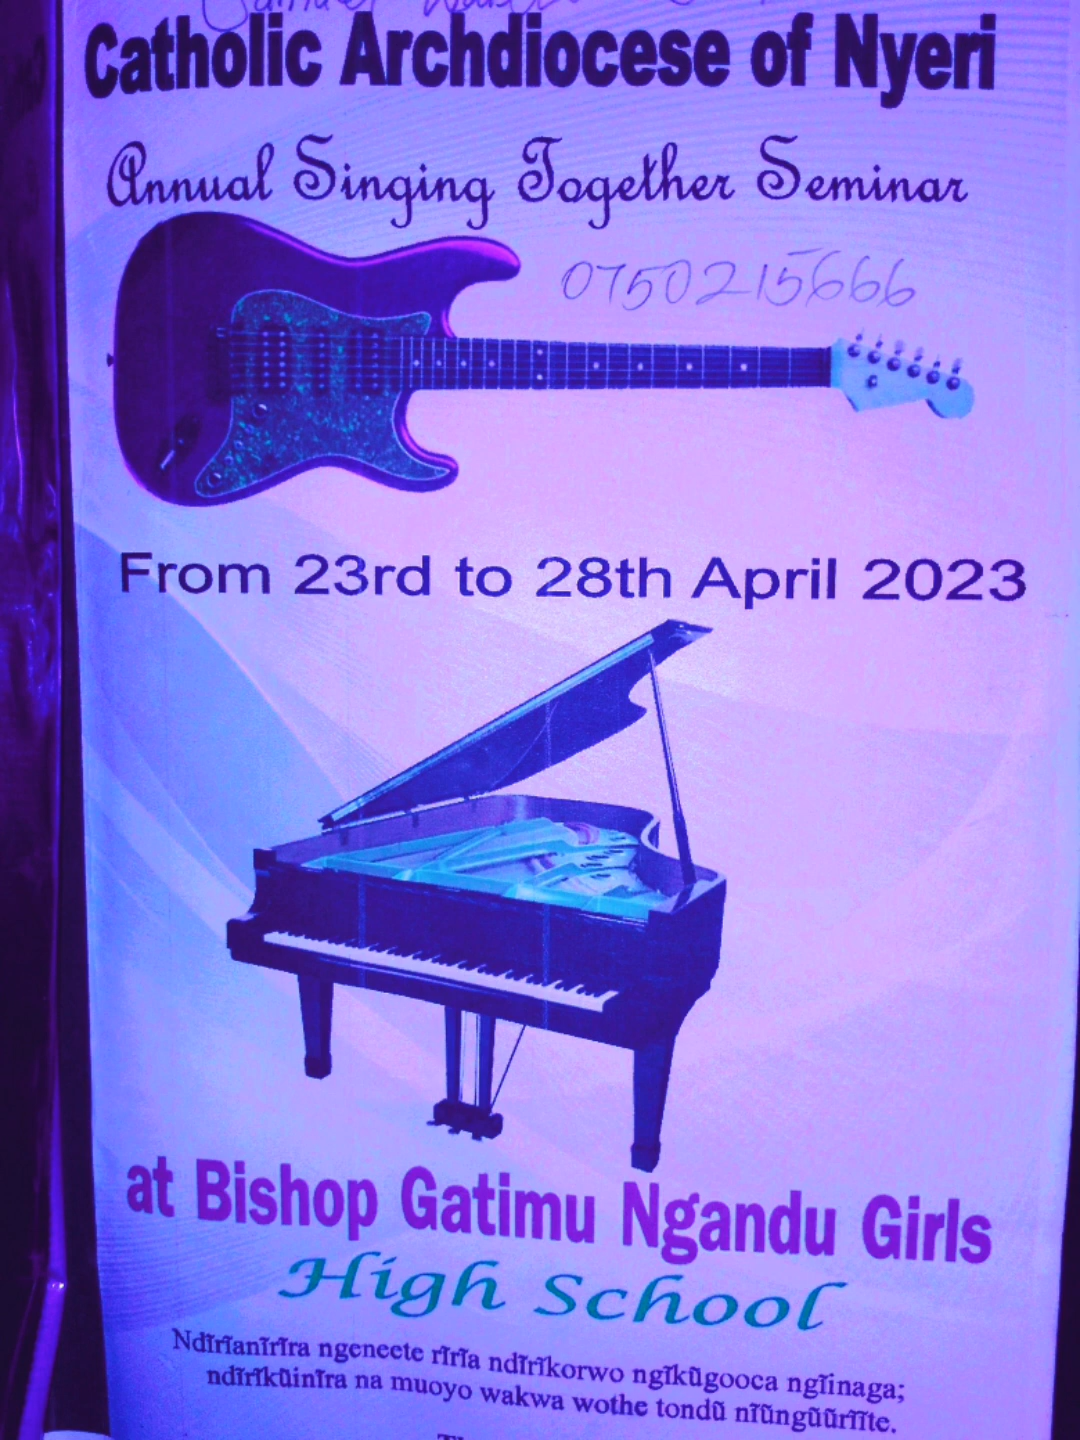 Catholic Archdiocese of Nyeri
Annual Singing Together Seminar
0750215666
From 23rd to 28th April 2023
at Bishop Gatimu Ngandu Girls
High School
Ndĩrĩanĩrĩra ngeneete rĩrĩa ndĩrĩkorwo ngĩkũgooca ngĩinaga;
ndĩrĩkũinĩra na muoyo wakwa wothe tondũ nĩũngũũrĩĩte.